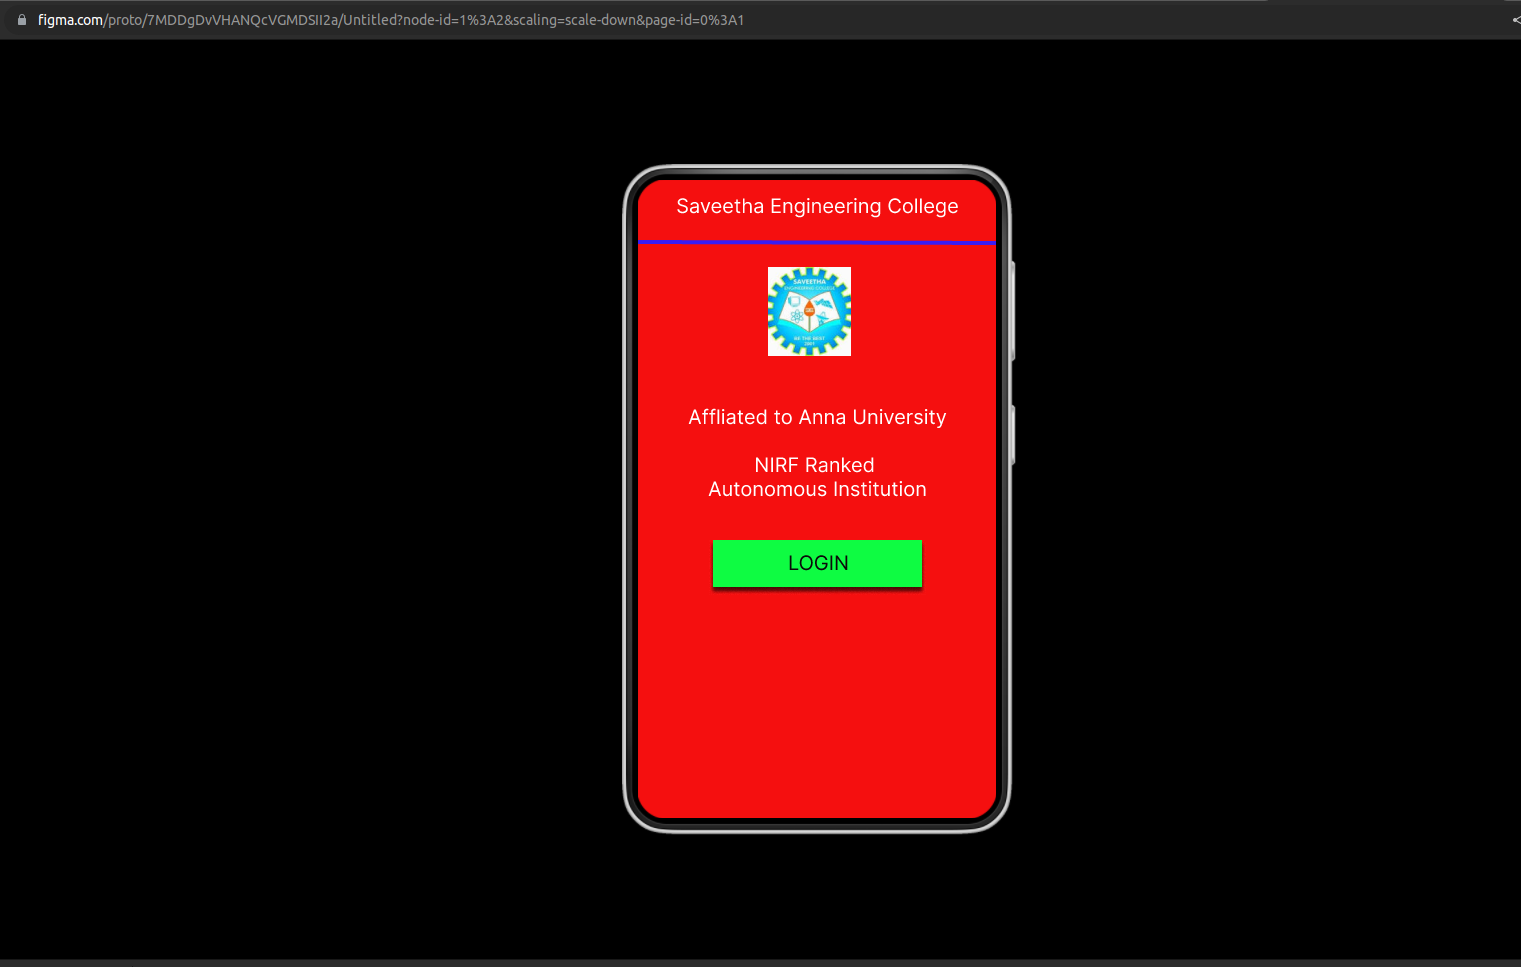 figma.com/proto/7MDDgDvVHANQcVGMDSII2a/Untitled?node-id=1%3A2&scaling=scale-down&page-id=0%3A1
Saveetha Engineering College
SAVEETHA
ENGINEERING COLLEGE
BE THE BEST
2001
Affliated to Anna University
NIRF Ranked
Autonomous Institution
LOGIN